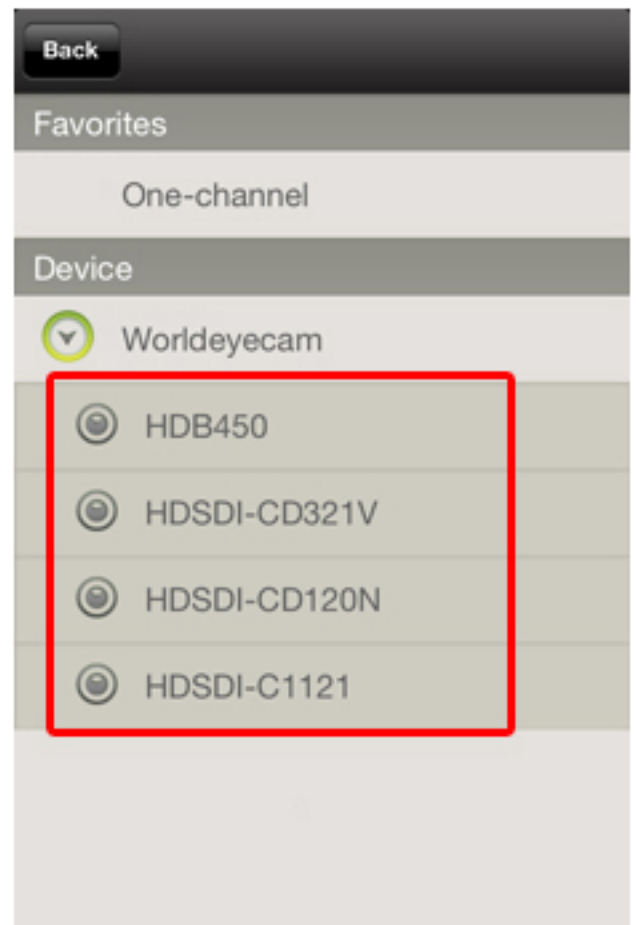 Back
Favorites
One-channel
Device
Worldeyecam
HDB450
HDSDI-CD321V
HDSDI-CD120N
HDSDI-C1121